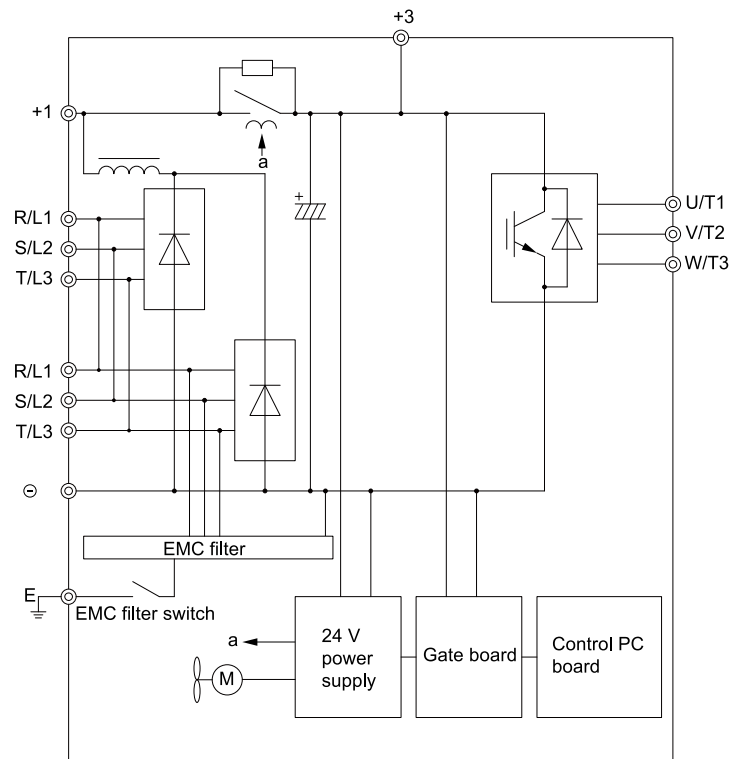 +3
+1
a
+
R/L1
S/L2
T/L3
U/T1
V/T2
W/T3
R/L1
S/L2
T/L3
⊖
EMC filter
E
EMC filter switch
a
M
24 V
power
supply
Gate board
Control PC
board